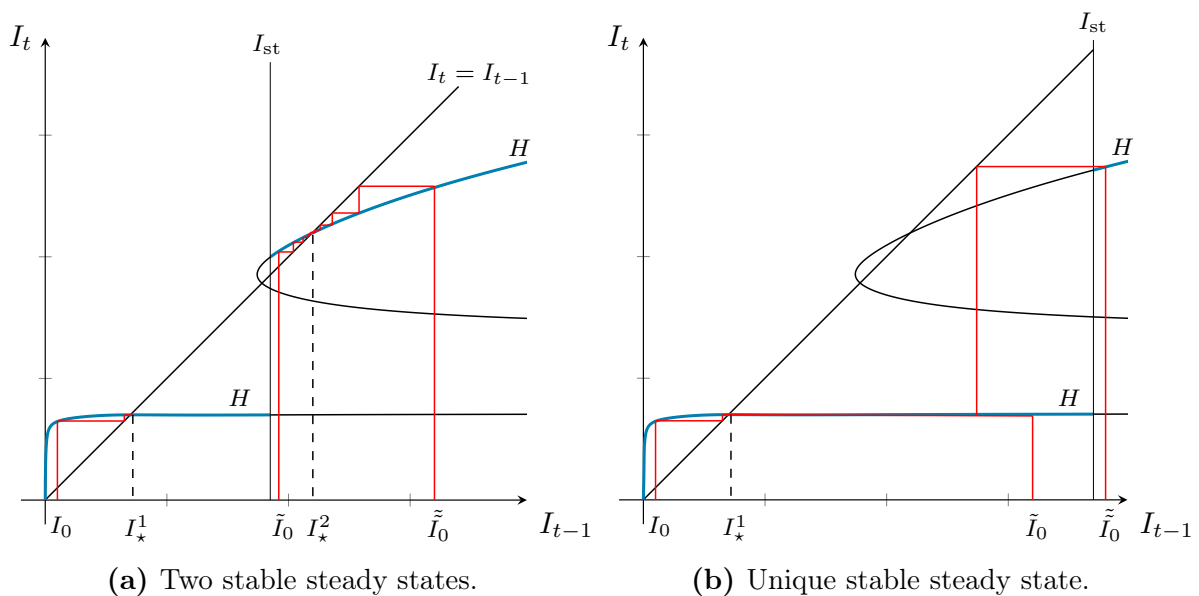 I_t
I_st
I_t = I_{t−1}
H
H
I_0
I_⋆^1
Ĩ_0
I_⋆^2
Ĩ̃_0
I_{t−1}
(a) Two stable steady states.
I_t
I_st
H
H
I_0
I_⋆^1
Ĩ_0
Ĩ̃_0
I_{t−1}
(b) Unique stable steady state.